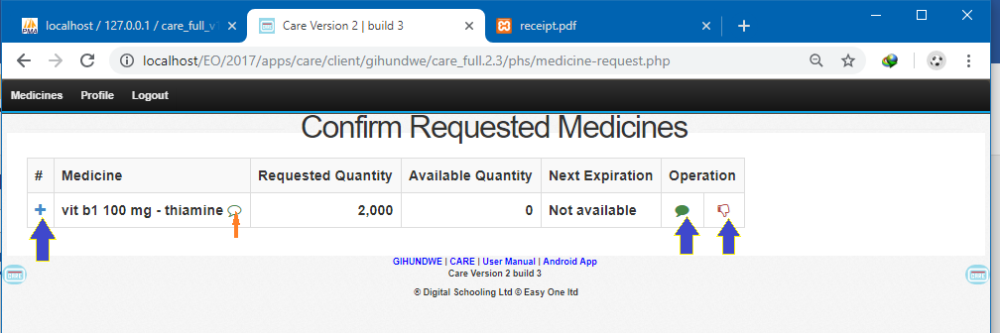 localhost / 127.0.0.1 / care_full_v
Care Version 2 | build 3
receipt.pdf
localhost/EO/2017/apps/care/client/gihundwe/care_full.2.3/phs/medicine-request.php
Medicines Profile Logout
Confirm Requested Medicines
# Medicine Requested Quantity Available Quantity Next Expiration Operation
vit b1 100 mg - thiamine 2,000 0 Not available
GIHUNDWE | CARE | User Manual | Android App
Care Version 2 build 3
® Digital Schooling Ltd © Easy One ltd